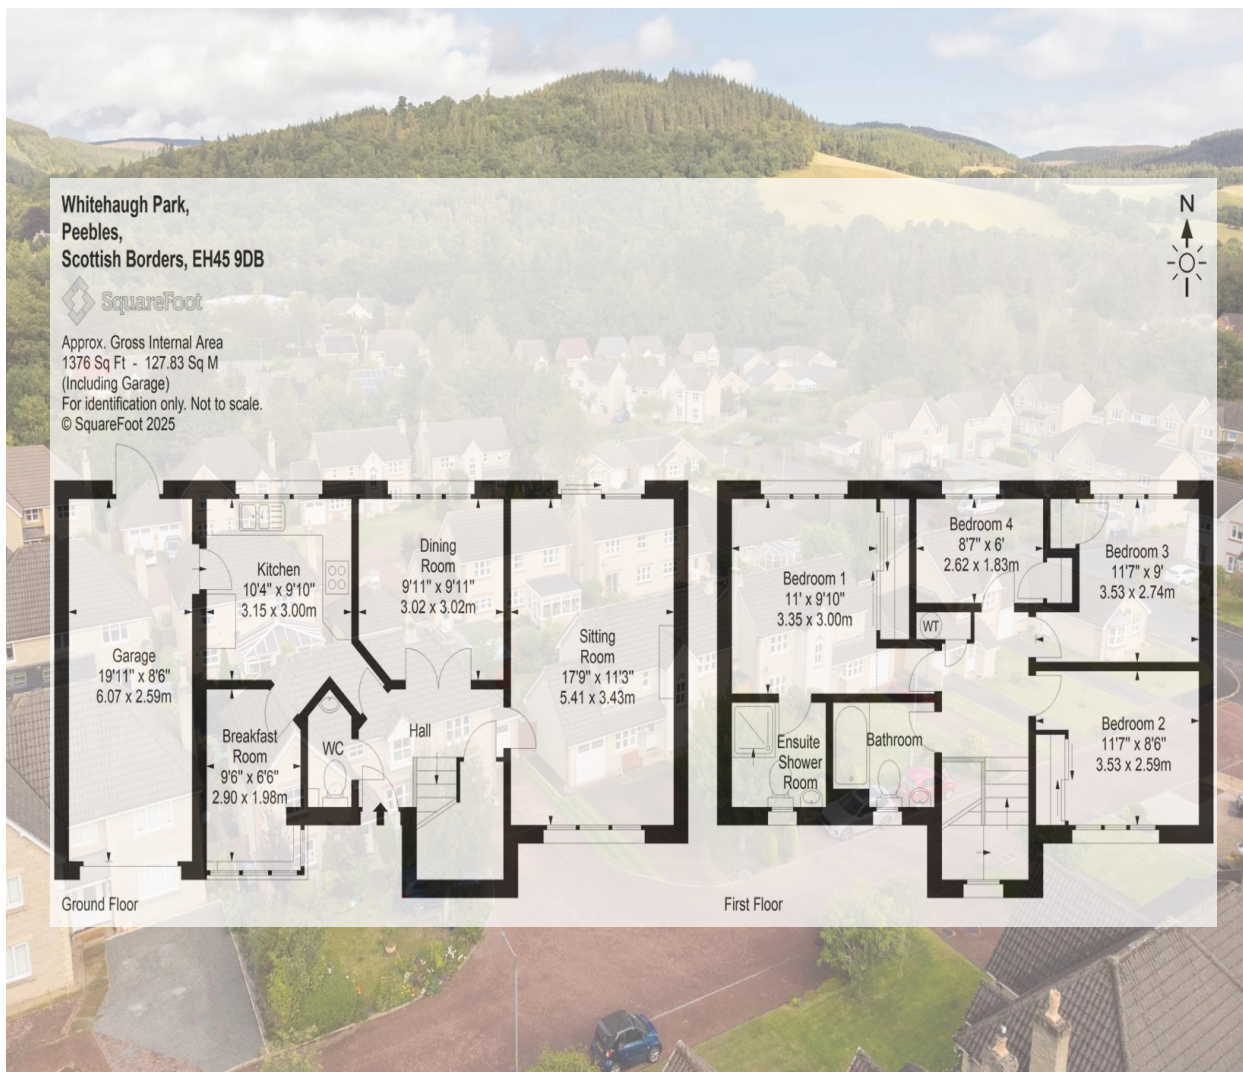 Whitehaugh Park,
Peebles,
Scottish Borders, EH45 9DB
SquareFoot
Approx. Gross Internal Area
1376 Sq Ft - 127.83 Sq M
(Including Garage)
For identification only. Not to scale.
© SquareFoot 2025
N
Kitchen
10'4" x 9'10"
3.15 x 3.00m
Dining
Room
9'11" x 9'11"
3.02 x 3.02m
Sitting
Room
17'9" x 11'3"
5.41 x 3.43m
Garage
19'11" x 8'6"
6.07 x 2.59m
Breakfast
Room
9'6" x 6'6"
2.90 x 1.98m
WC
Hall
Ground Floor
Bedroom 1
11' x 9'10"
3.35 x 3.00m
Bedroom 4
8'7" x 6'
2.62 x 1.83m
Bedroom 3
11'7" x 9'
3.53 x 2.74m
WT
Ensuite
Shower
Room
Bathroom
Bedroom 2
11'7" x 8'6"
3.53 x 2.59m
First Floor